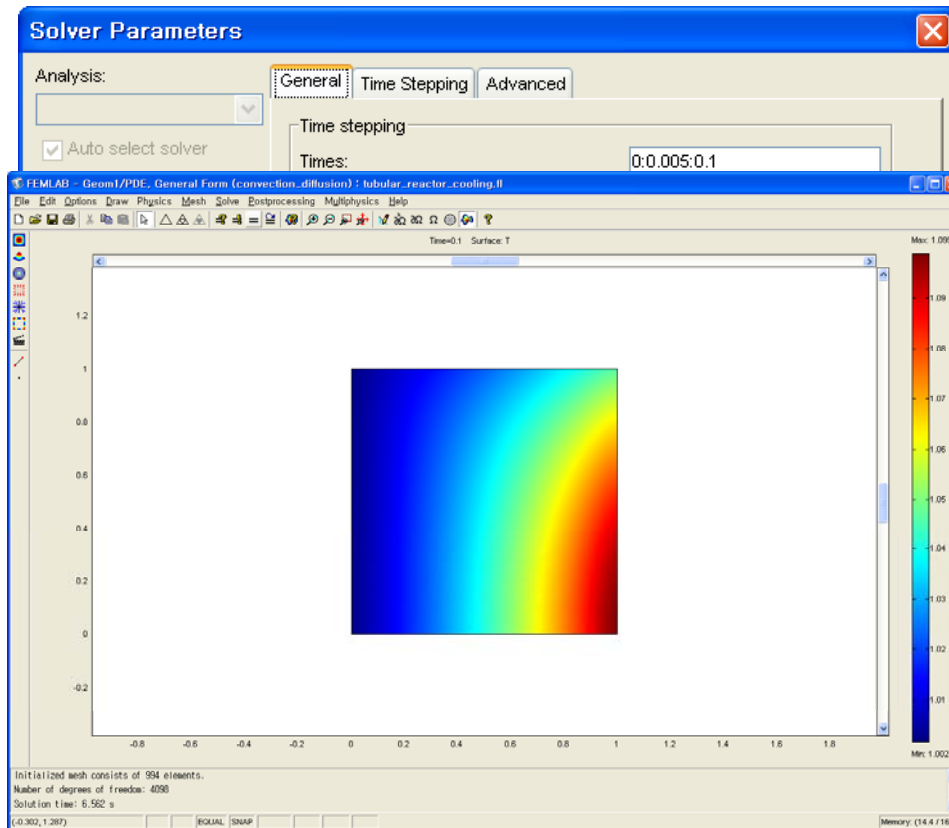 Solver Parameters
Analysis:
General Time Stepping Advanced
Time stepping
Auto select solver
Times: 0:0.005:0.1
FEMLAB - Geom1/PDE, General Form (convection_diffusion) : tubular_reactor_cooling.fl
File Edit Options Draw Physics Mesh Solve Postprocessing Multiphysics Help
Time=0.1 Surface: T
Max: 1.099
1.2
1
0.8
0.6
0.4
0.2
0
-0.2
1.09
1.08
1.07
1.06
1.05
1.04
1.03
1.02
1.01
-0.8 -0.6 -0.4 -0.2 0 0.2 0.4 0.6 0.8 1 1.2 1.4 1.6 1.8
Min: 1.002
Initialized mesh consists of 994 elements.
Number of degrees of freedom: 4098
Solution time: 6.562 s
(-0.302, 1.287) EQUAL SNAP Memory: (14.4 / 16